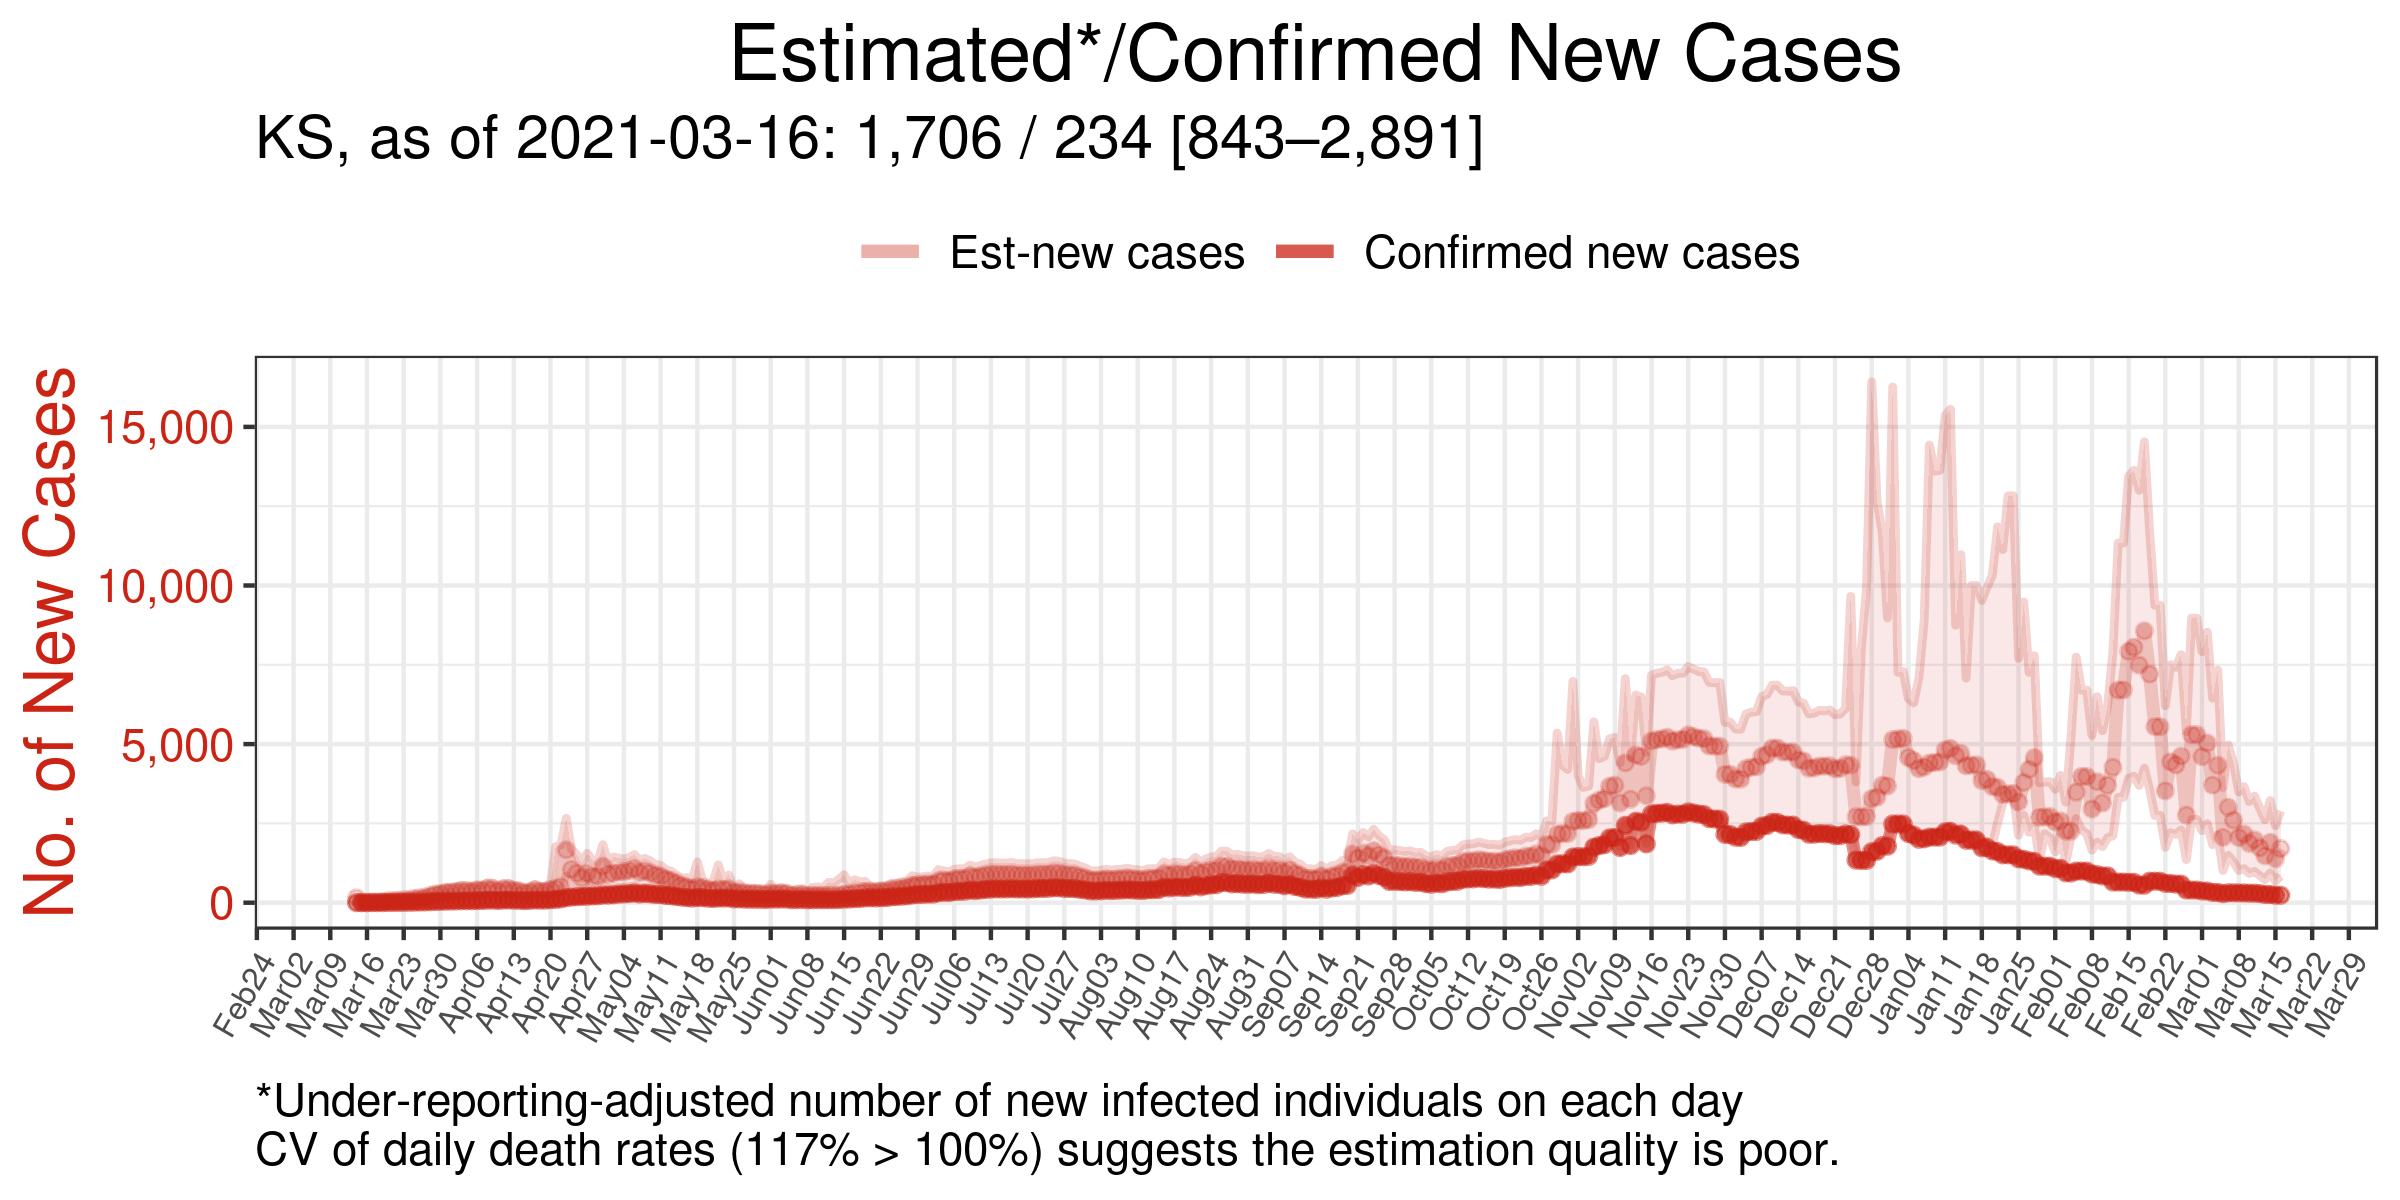 Estimated*/Confirmed New Cases
KS, as of 2021-03-16: 1,706 / 234 [843–2,891]
Est-new cases Confirmed new cases
No. of New Cases
15,000
10,000
5,000
0
Feb24 Mar02 Mar09 Mar16 Mar23 Mar30 Apr06 Apr13 Apr20 Apr27 May04 May11 May18 May25 Jun01 Jun08 Jun15 Jun22 Jun29 Jul06 Jul13 Jul20 Jul27 Aug03 Aug10 Aug17 Aug24 Aug31 Sep07 Sep14 Sep21 Sep28 Oct05 Oct12 Oct19 Oct26 Nov02 Nov09 Nov16 Nov23 Nov30 Dec07 Dec14 Dec21 Dec28 Jan04 Jan11 Jan18 Jan25 Feb01 Feb08 Feb15 Feb22 Mar01 Mar08 Mar15 Mar22 Mar29
*Under-reporting-adjusted number of new infected individuals on each day
CV of daily death rates (117% > 100%) suggests the estimation quality is poor.